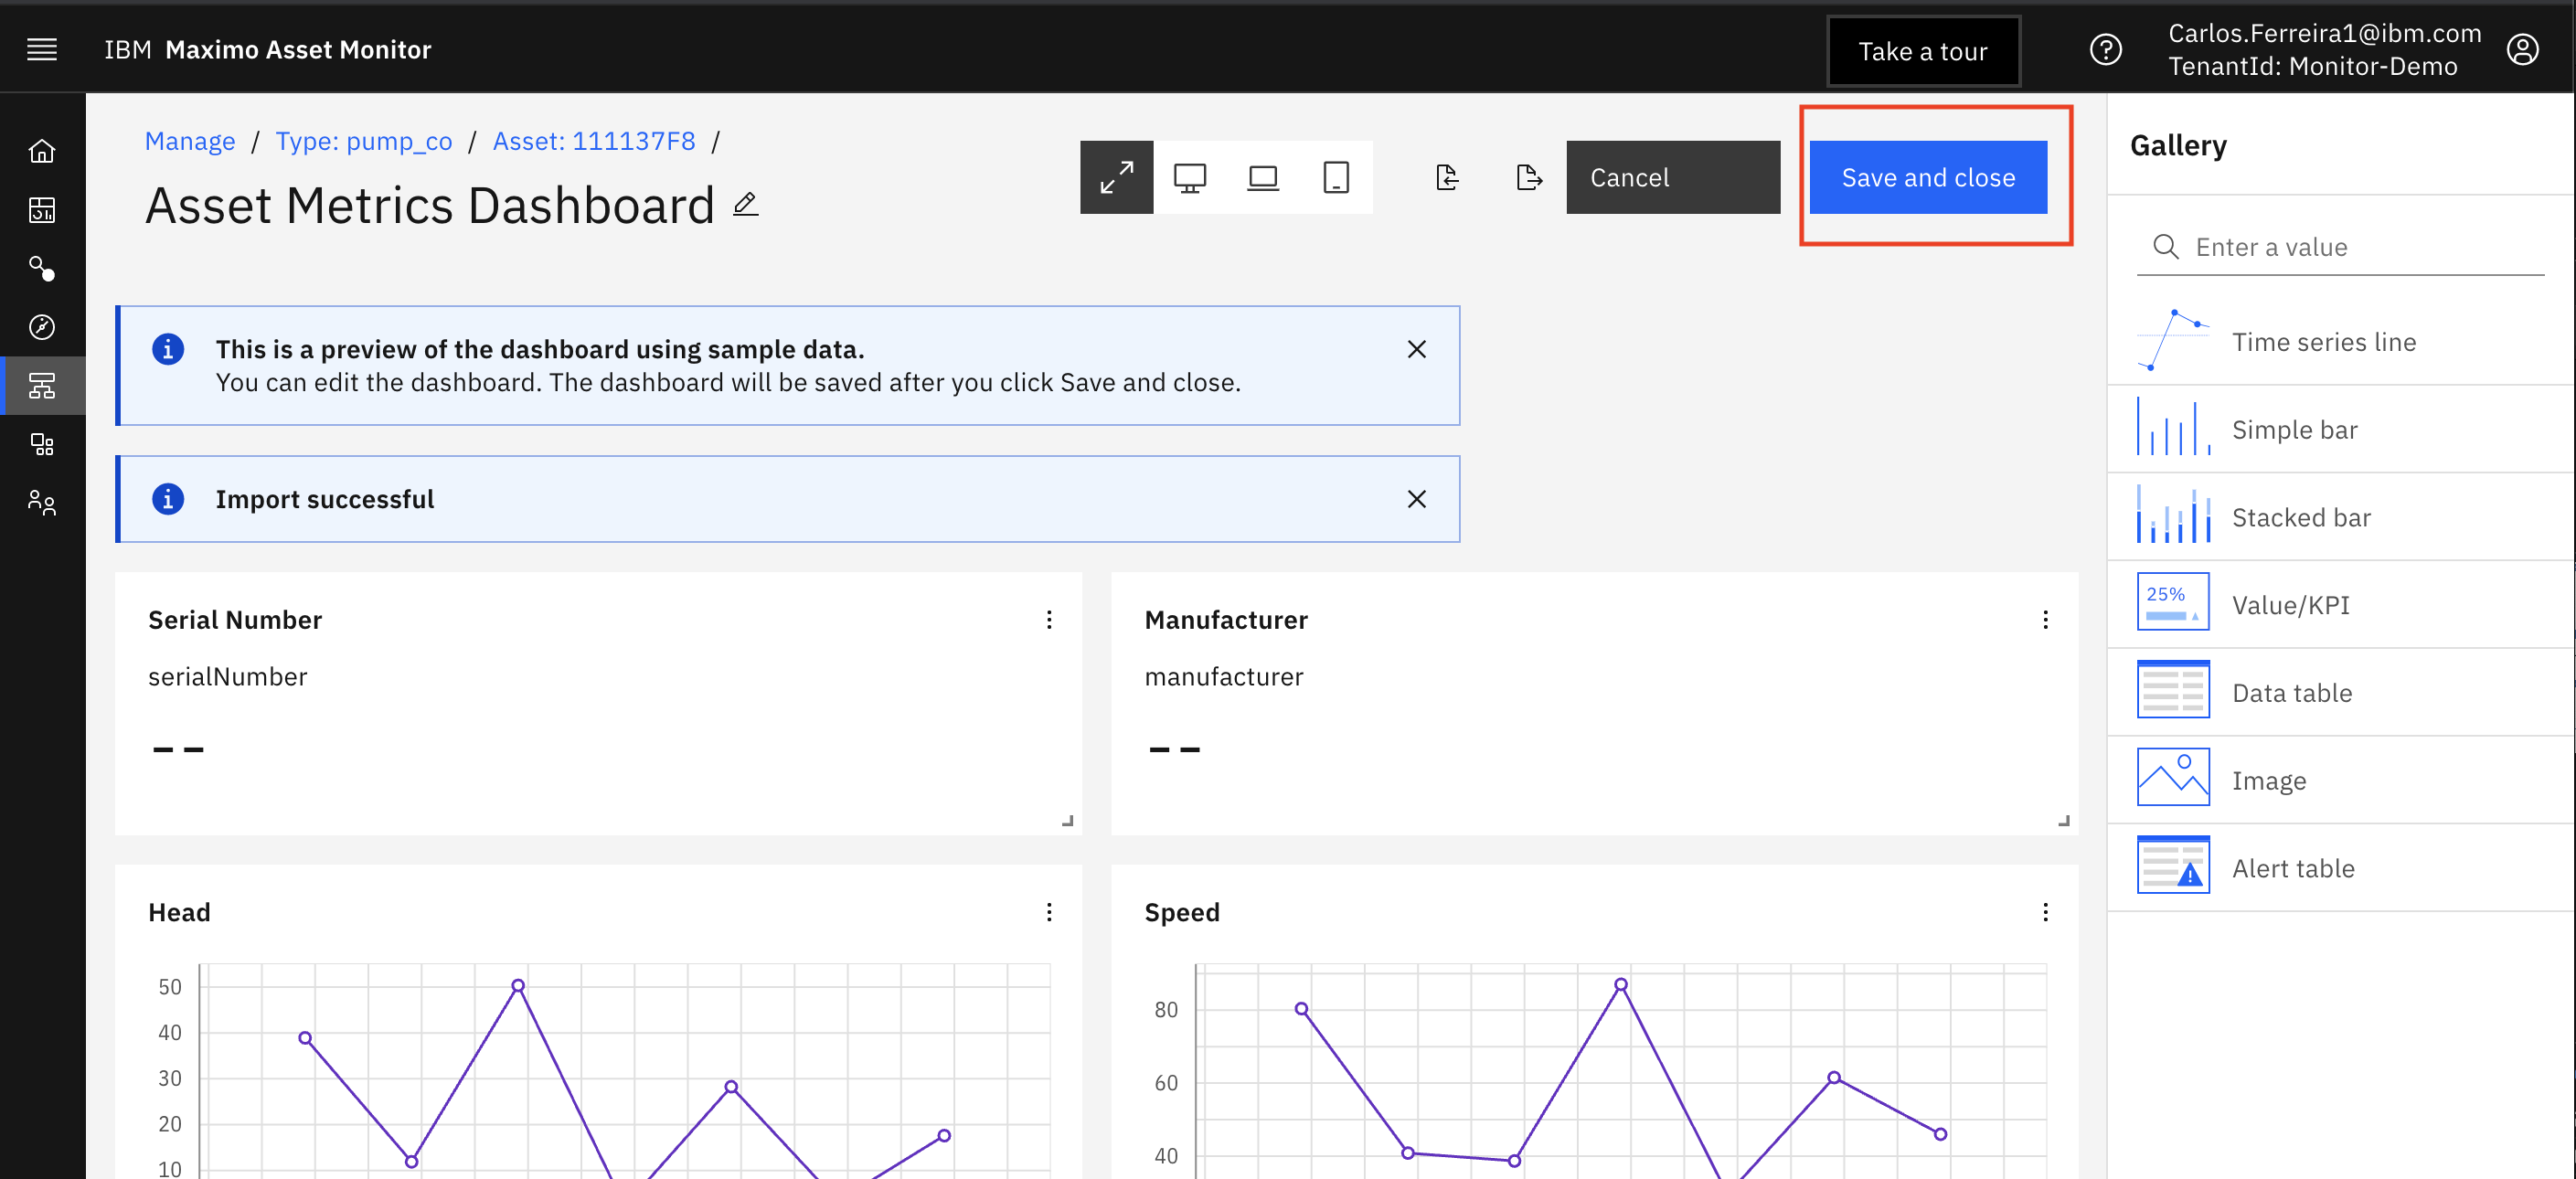 IBM Maximo Asset Monitor
Take a tour
Carlos.Ferreira1@ibm.com
TenantId: Monitor-Demo
Manage / Type: pump_co / Asset: 111137F8 /
Asset Metrics Dashboard
Cancel
Save and close
This is a preview of the dashboard using sample data.
You can edit the dashboard. The dashboard will be saved after you click Save and close.
Import successful
Serial Number
serialNumber
--
Manufacturer
manufacturer
--
Head
50
40
30
20
10
Speed
80
60
40
Gallery
Enter a value
Time series line
Simple bar
Stacked bar
25%
Value/KPI
Data table
Image
Alert table